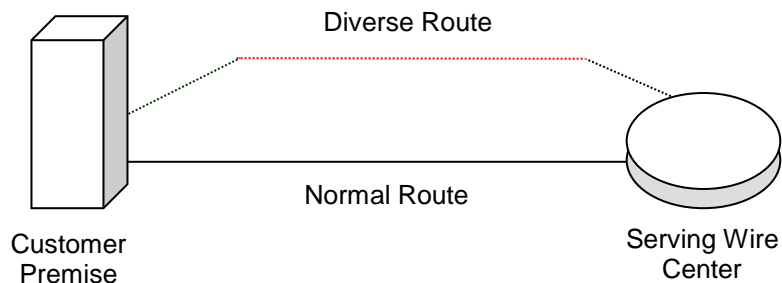 Diverse Route
Normal Route
Customer
Premise
Serving Wire
Center